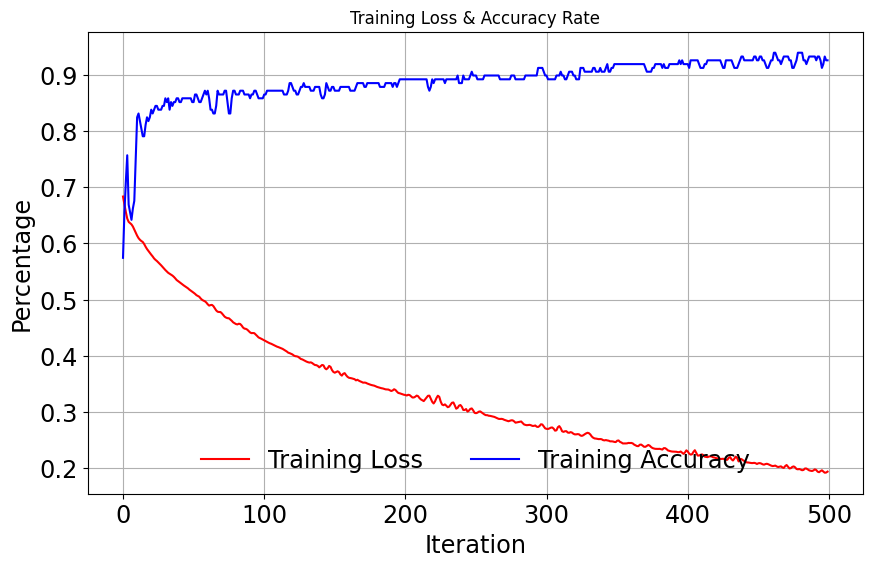 Training Loss & Accuracy Rate
Percentage
0.9
0.8
0.7
0.6
0.5
0.4
0.3
0.2
Training Loss Training Accuracy
0 100 200 300 400 500
Iteration